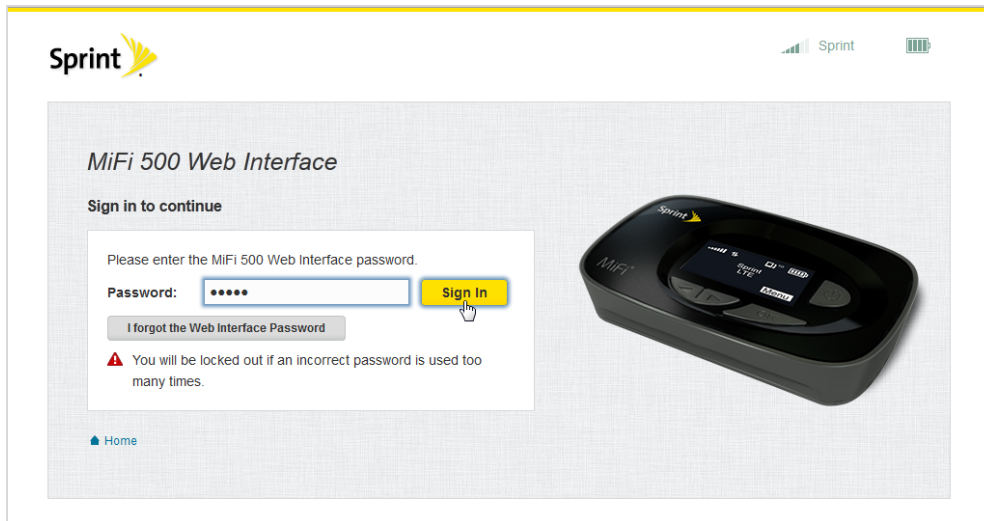 Sprint
Sprint
MiFi 500 Web Interface
Sign in to continue
Please enter the MiFi 500 Web Interface password.
Password: ••••• Sign In
I forgot the Web Interface Password
You will be locked out if an incorrect password is used too
many times.
Home
Sprint
MiFi
Sprint
LTE
Menu
OK